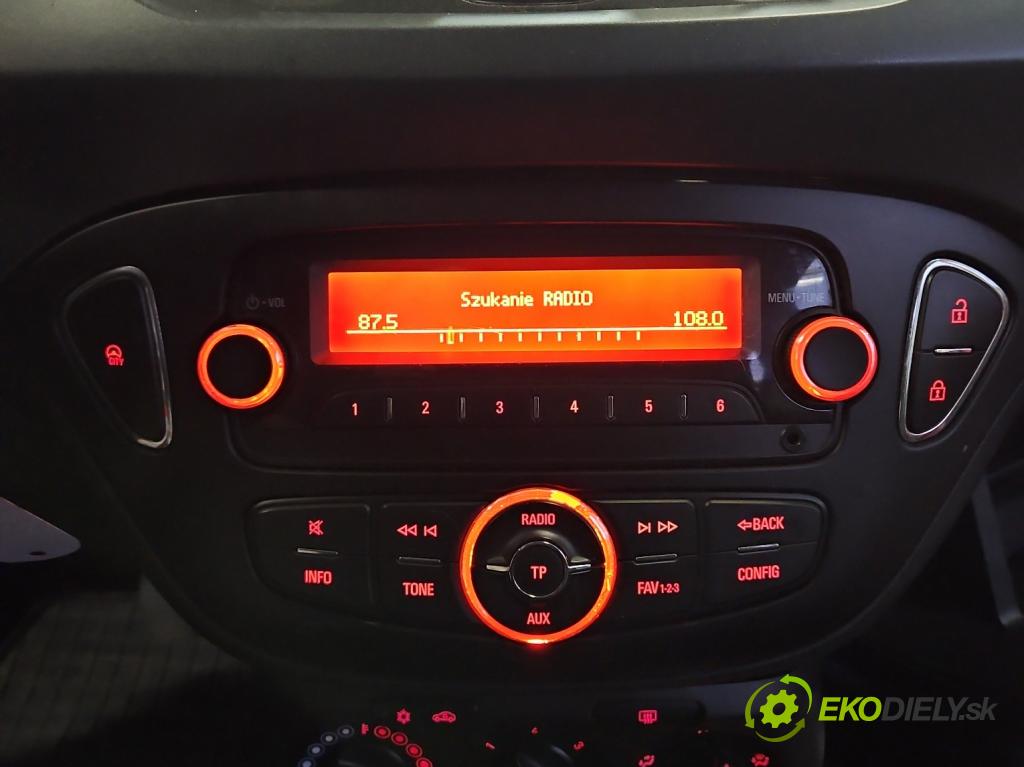 -VOL
MENU-TUNE
Szukanie RADIO
87.5
108.0
CITY
1 2 3 4 5 6
RADIO
BACK
TP
INFO
TONE
FAV1-2-3
CONFIG
AUX
EKODIELY.sk